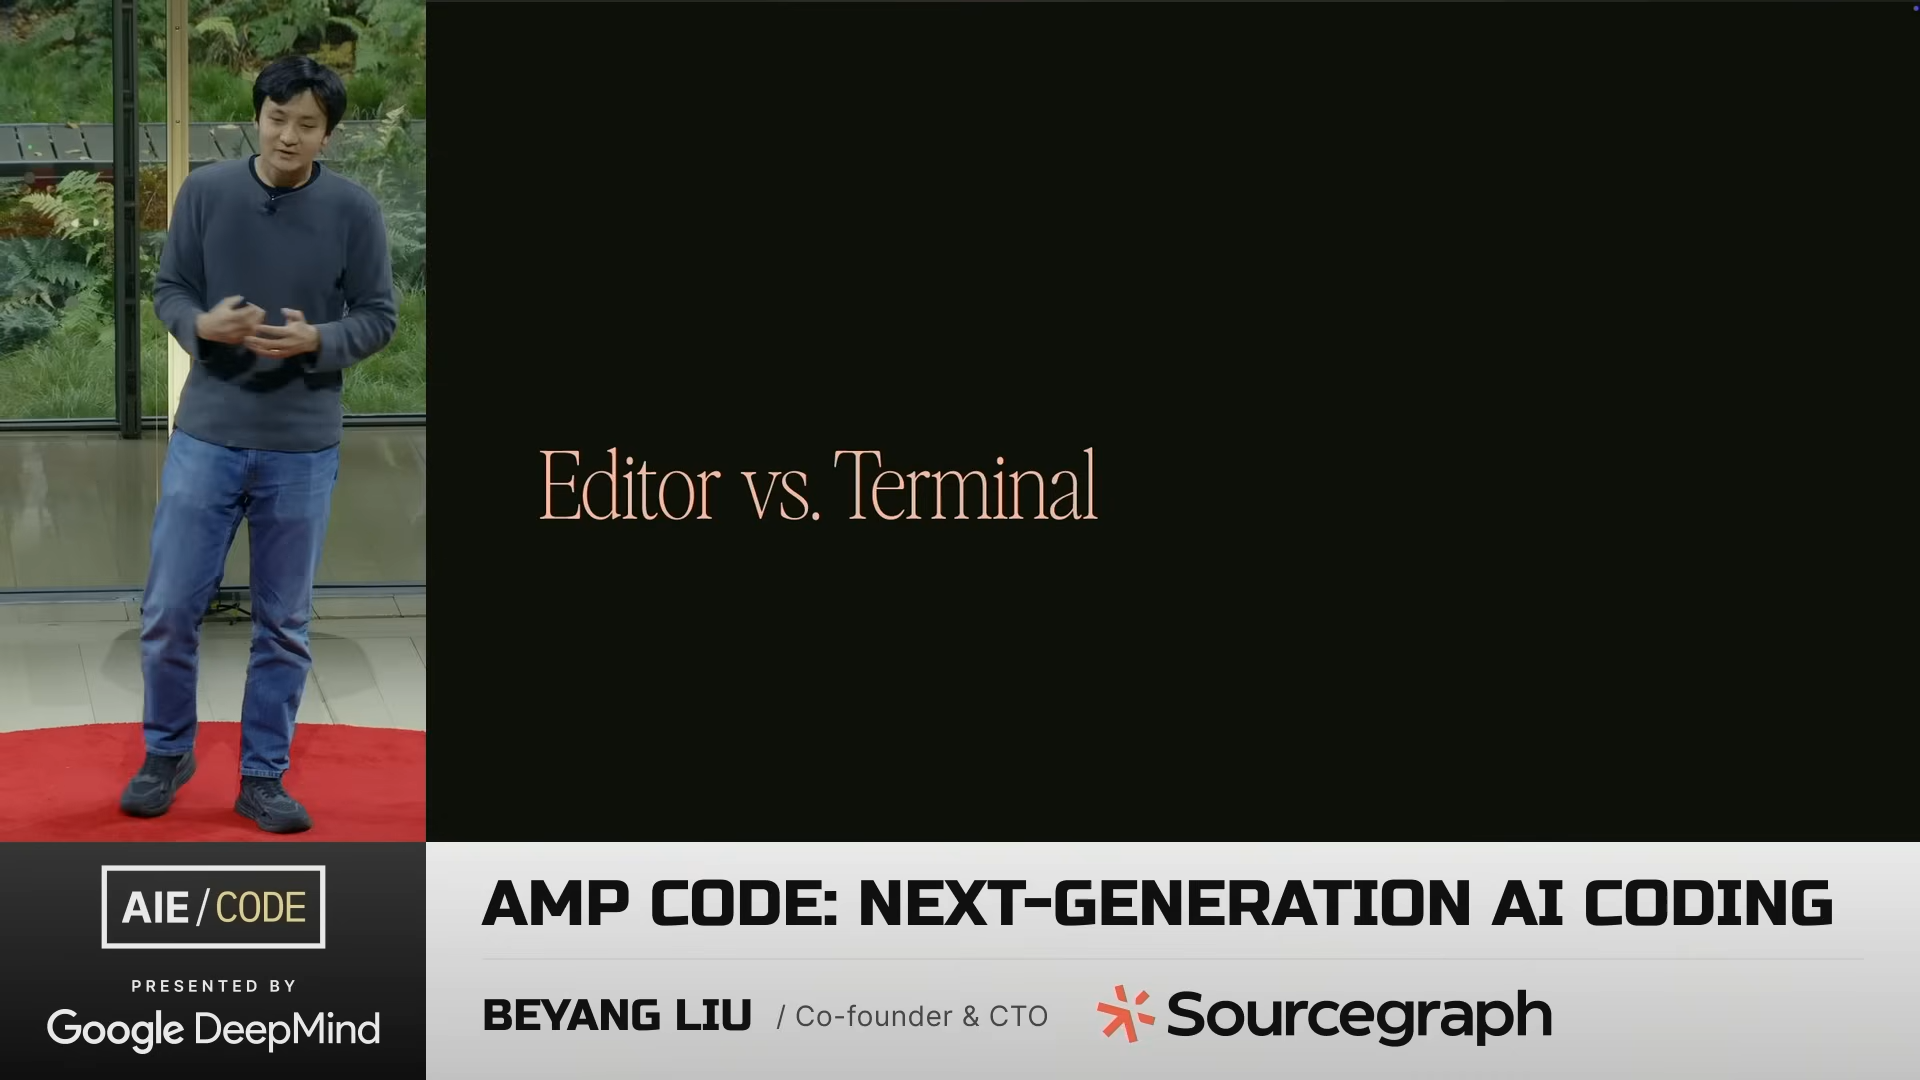 Editor vs. Terminal
AIE/CODE
PRESENTED BY
Google DeepMind
AMP CODE: NEXT-GENERATION AI CODING
BEYANG LIU / Co-founder & CTO
Sourcegraph